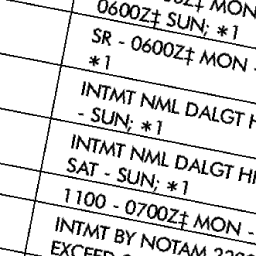 0600Z‡ SUN; *1
SR - 0600Z‡ MON -
*1
INTMT NML DALGT
- SUN; *1
INTMT NML DALGT
SAT - SUN; *1
1100 - 0700Z‡ MON -
INTMT BY NOTAM
EXCEED